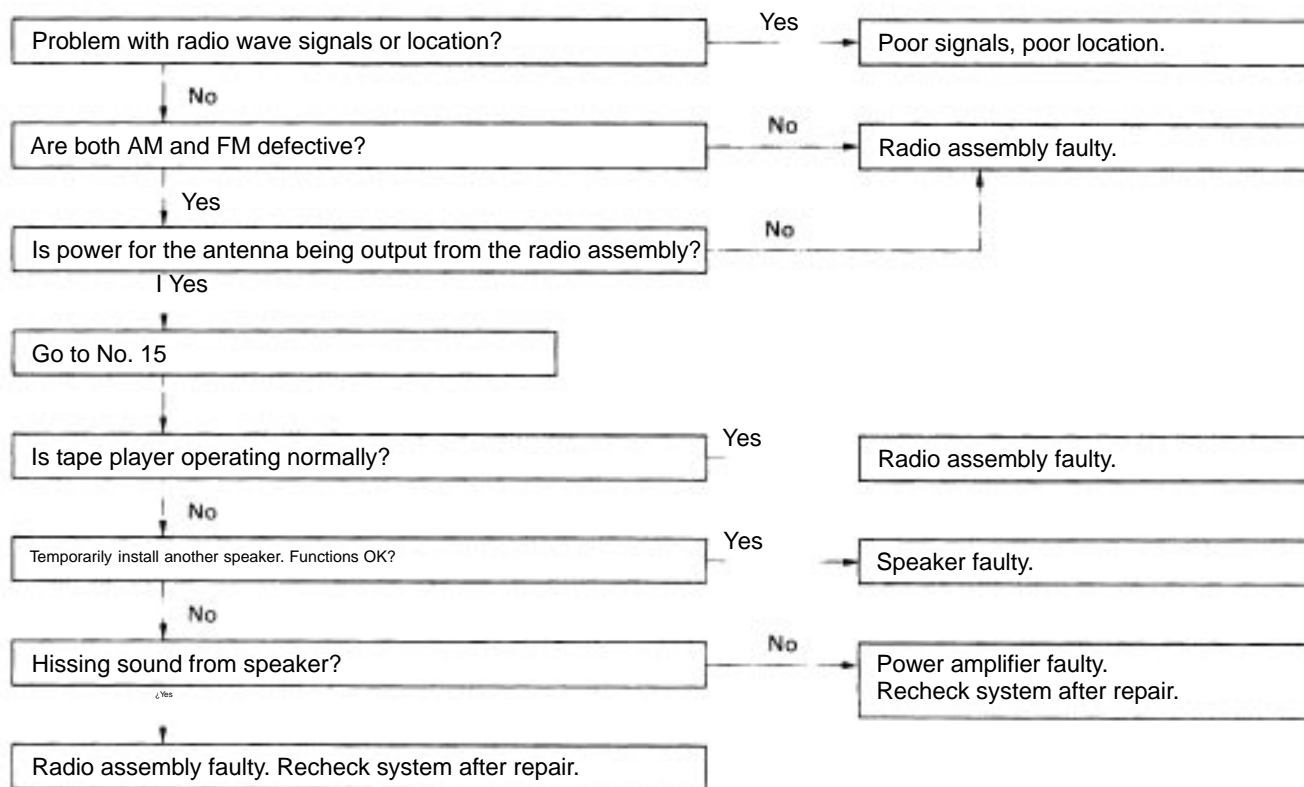 Problem with radio wave signals or location?
Yes
Poor signals, poor location.
No
Are both AM and FM defective?
No
Radio assembly faulty.
Yes
Is power for the antenna being output from the radio assembly?
No
I Yes
Go to No. 15
Is tape player operating normally?
Yes
Radio assembly faulty.
No
Temporarily install another speaker. Functions OK?
Yes
Speaker faulty.
No
Hissing sound from speaker?
No
Power amplifier faulty.
Recheck system after repair.
¿Yes
Radio assembly faulty. Recheck system after repair.